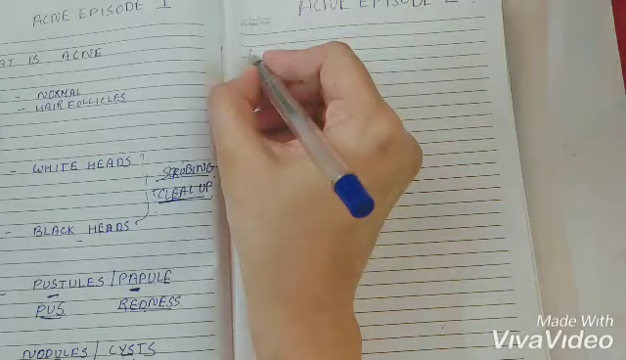 ACNE EPISODE 1
IS ACNE
- NORMAL
- HAIR FOLLICLES
- WHITE HEADS
SCRUBING
CLEAL UP
- BLACK HEADS
PUSTULES / PAPULE
PUS REDNESS
NODULES / CYSTS
ACNE EPISODE
Made With
VivaVideo